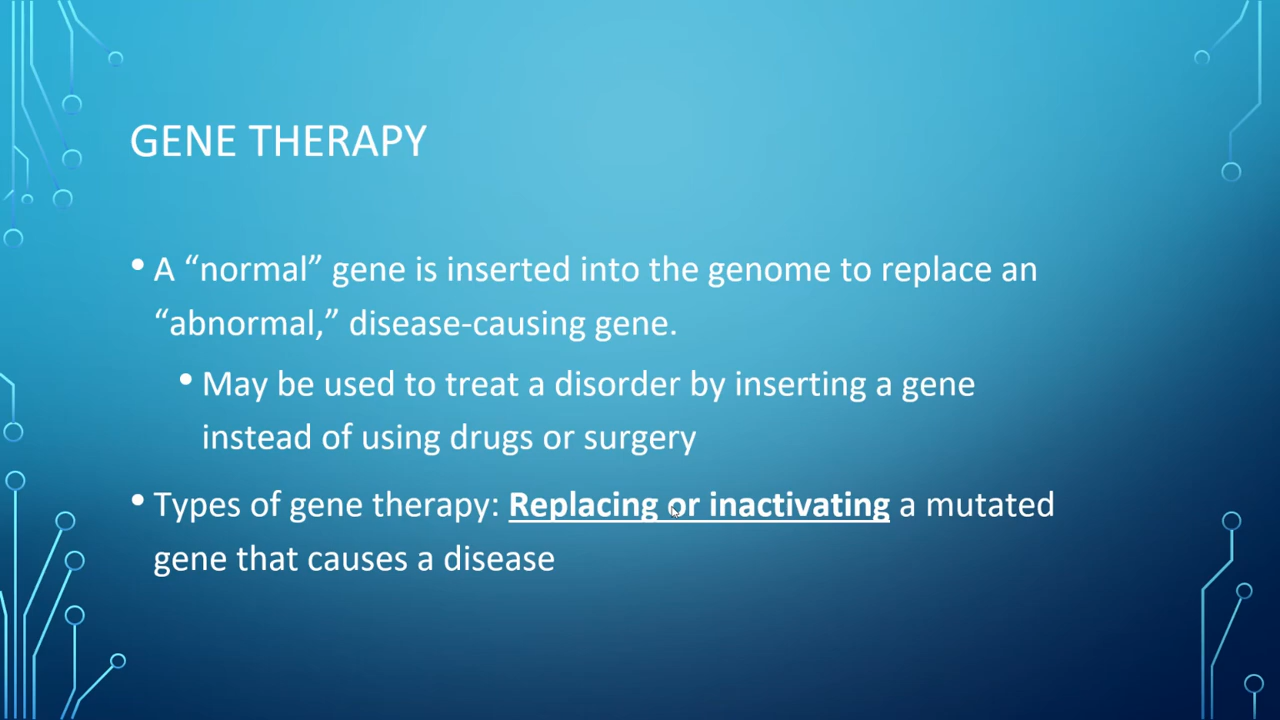 GENE THERAPY
• A “normal” gene is inserted into the genome to replace an
“abnormal,” disease-causing gene.
• May be used to treat a disorder by inserting a gene
instead of using drugs or surgery
• Types of gene therapy: Replacing or inactivating a mutated
gene that causes a disease